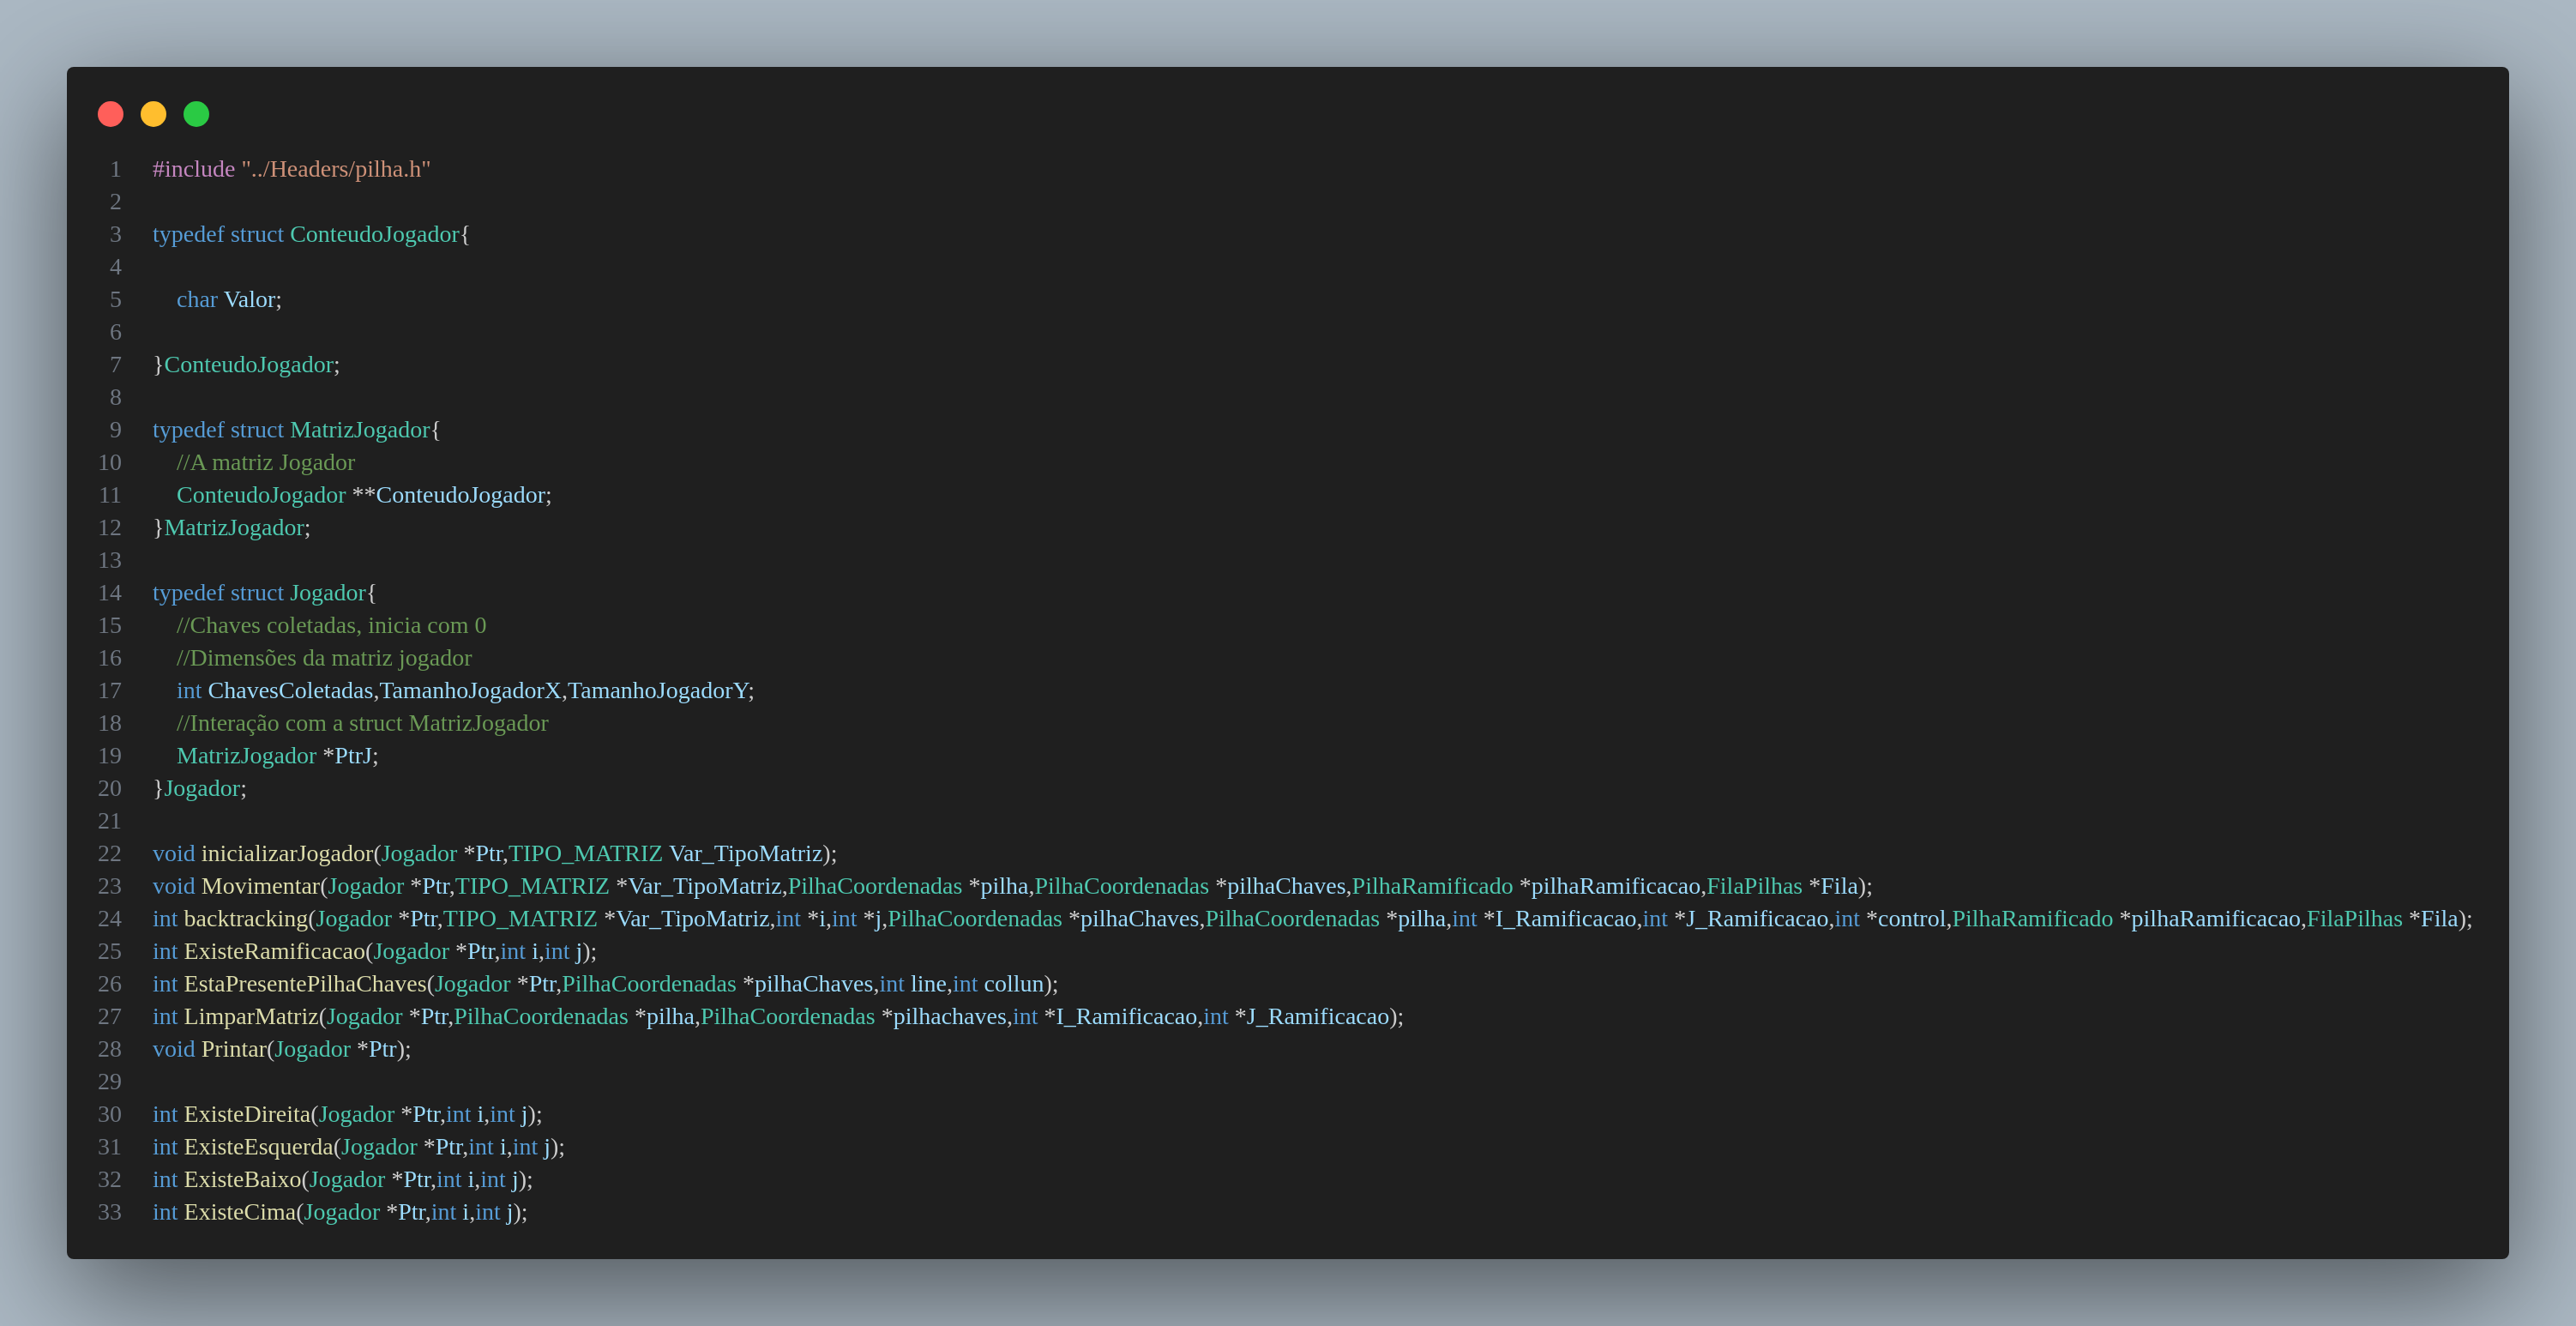 1 #include "../Headers/pilha.h"
2
3 typedef struct ConteudoJogador{
4
5 char Valor;
6
7 }ConteudoJogador;
8
9 typedef struct MatrizJogador{
10 //A matriz Jogador
11 ConteudoJogador **ConteudoJogador;
12 }MatrizJogador;
13
14 typedef struct Jogador{
15 //Chaves coletadas, inicia com 0
16 //Dimensões da matriz jogador
17 int ChavesColetadas,TamanhoJogadorX,TamanhoJogadorY;
18 //Interação com a struct MatrizJogador
19 MatrizJogador *PtrJ;
20 }Jogador;
21
22 void inicializarJogador(Jogador *Ptr,TIPO_MATRIZ Var_TipoMatriz);
23 void Movimentar(Jogador *Ptr,TIPO_MATRIZ *Var_TipoMatriz,PilhaCoordenadas *pilha,PilhaCoordenadas *pilhaChaves,PilhaRamificado *pilhaRamificacao,FilaPilhas *Fila);
24 int backtracking(Jogador *Ptr,TIPO_MATRIZ *Var_TipoMatriz,int *i,int *j,PilhaCoordenadas *pilhaChaves,PilhaCoordenadas *pilha,int *I_Ramificacao,int *J_Ramificacao,int *control,PilhaRamificado *pilhaRamificacao,FilaPilhas *Fila);
25 int ExisteRamificacao(Jogador *Ptr,int i,int j);
26 int EstaPresentePilhaChaves(Jogador *Ptr,PilhaCoordenadas *pilhaChaves,int line,int collun);
27 int LimparMatriz(Jogador *Ptr,PilhaCoordenadas *pilha,PilhaCoordenadas *pilhachaves,int *I_Ramificacao,int *J_Ramificacao);
28 void Printar(Jogador *Ptr);
29
30 int ExisteDireita(Jogador *Ptr,int i,int j);
31 int ExisteEsquerda(Jogador *Ptr,int i,int j);
32 int ExisteBaixo(Jogador *Ptr,int i,int j);
33 int ExisteCima(Jogador *Ptr,int i,int j);